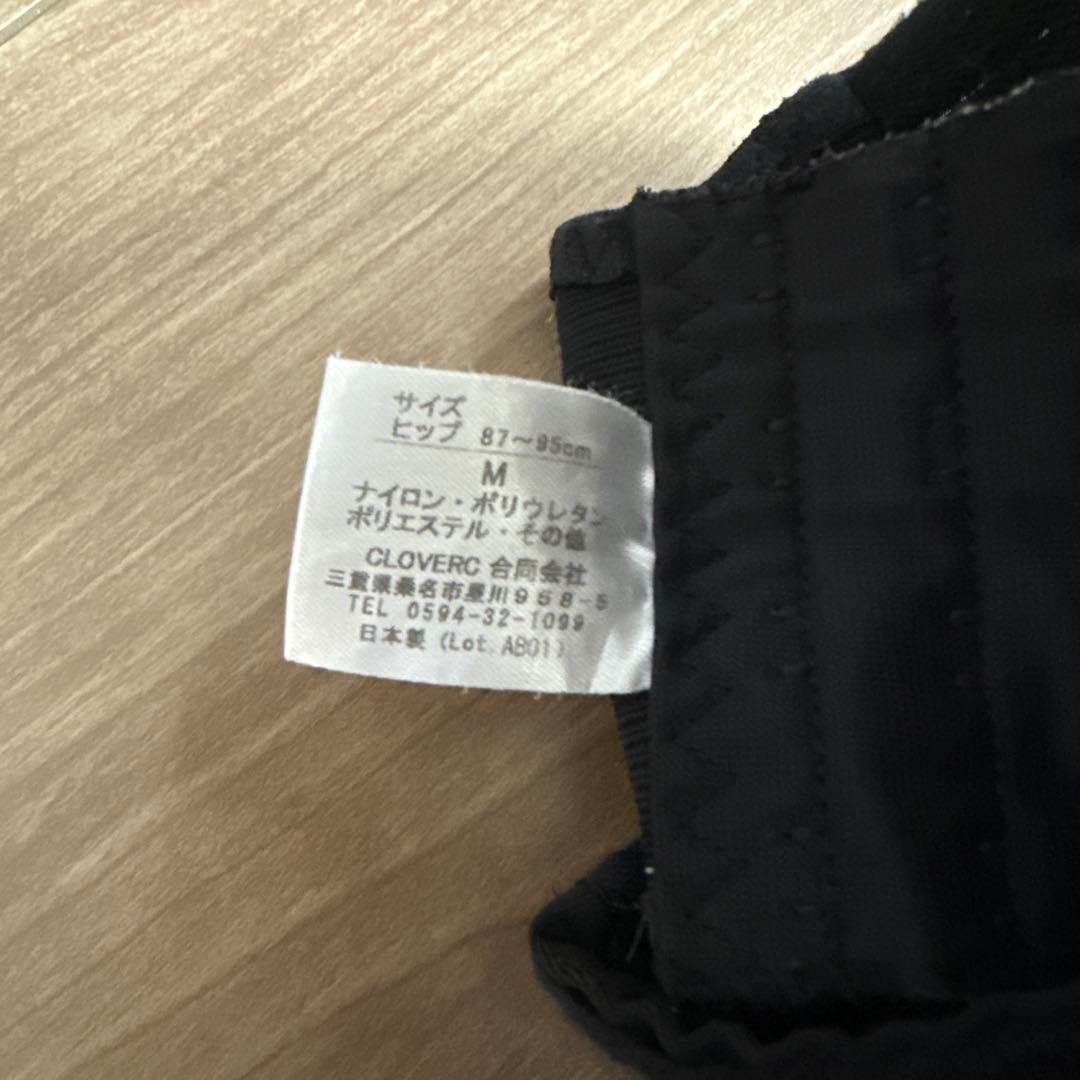 サイズ
ヒップ 87～95cm
M
ナイロン・ポリウレタン
ポリエステル・その他
CLOVERC 合同会社
三重県桑名市星川９５８-５
TEL 0594-32-1099
日本製 (Lot. AB01)